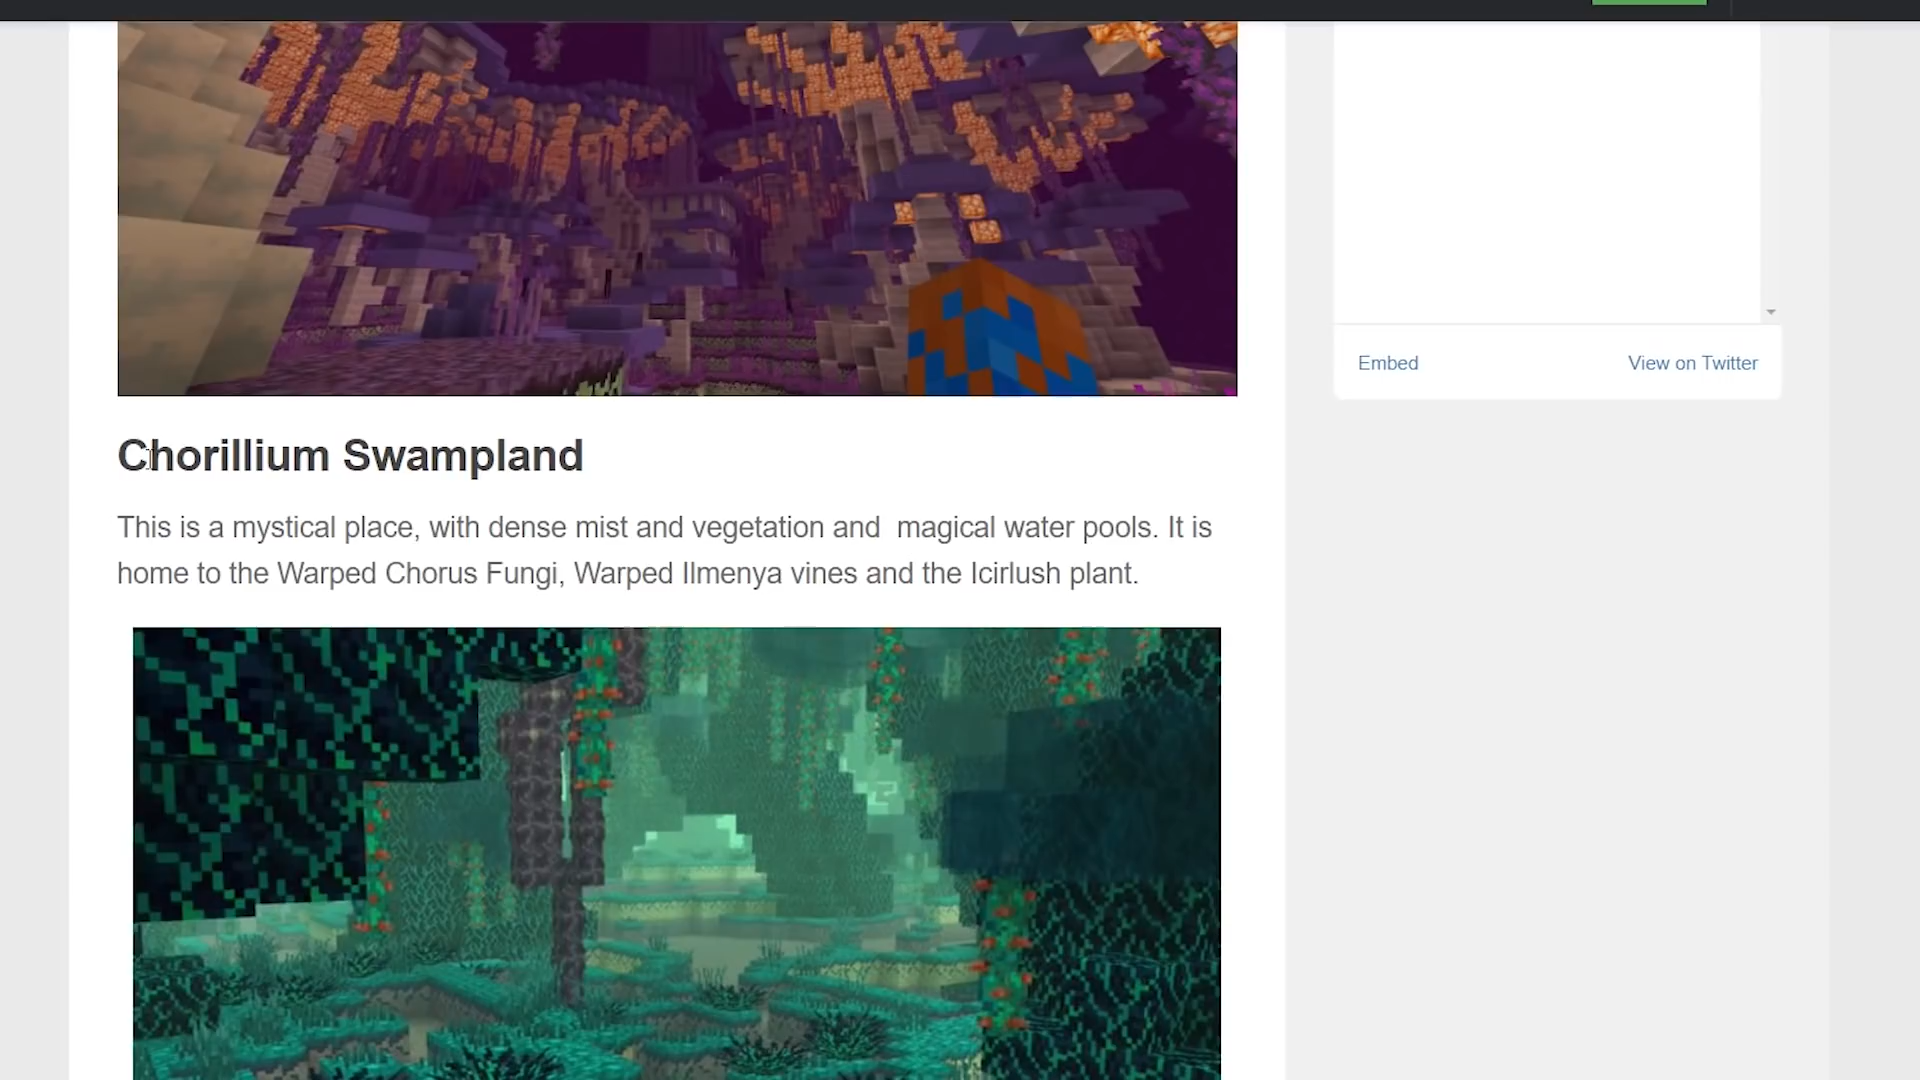 Embed
View on Twitter
Chorillium Swampland
This is a mystical place, with dense mist and vegetation and  magical water pools. It is
home to the Warped Chorus Fungi, Warped Ilmenya vines and the Icirlush plant.